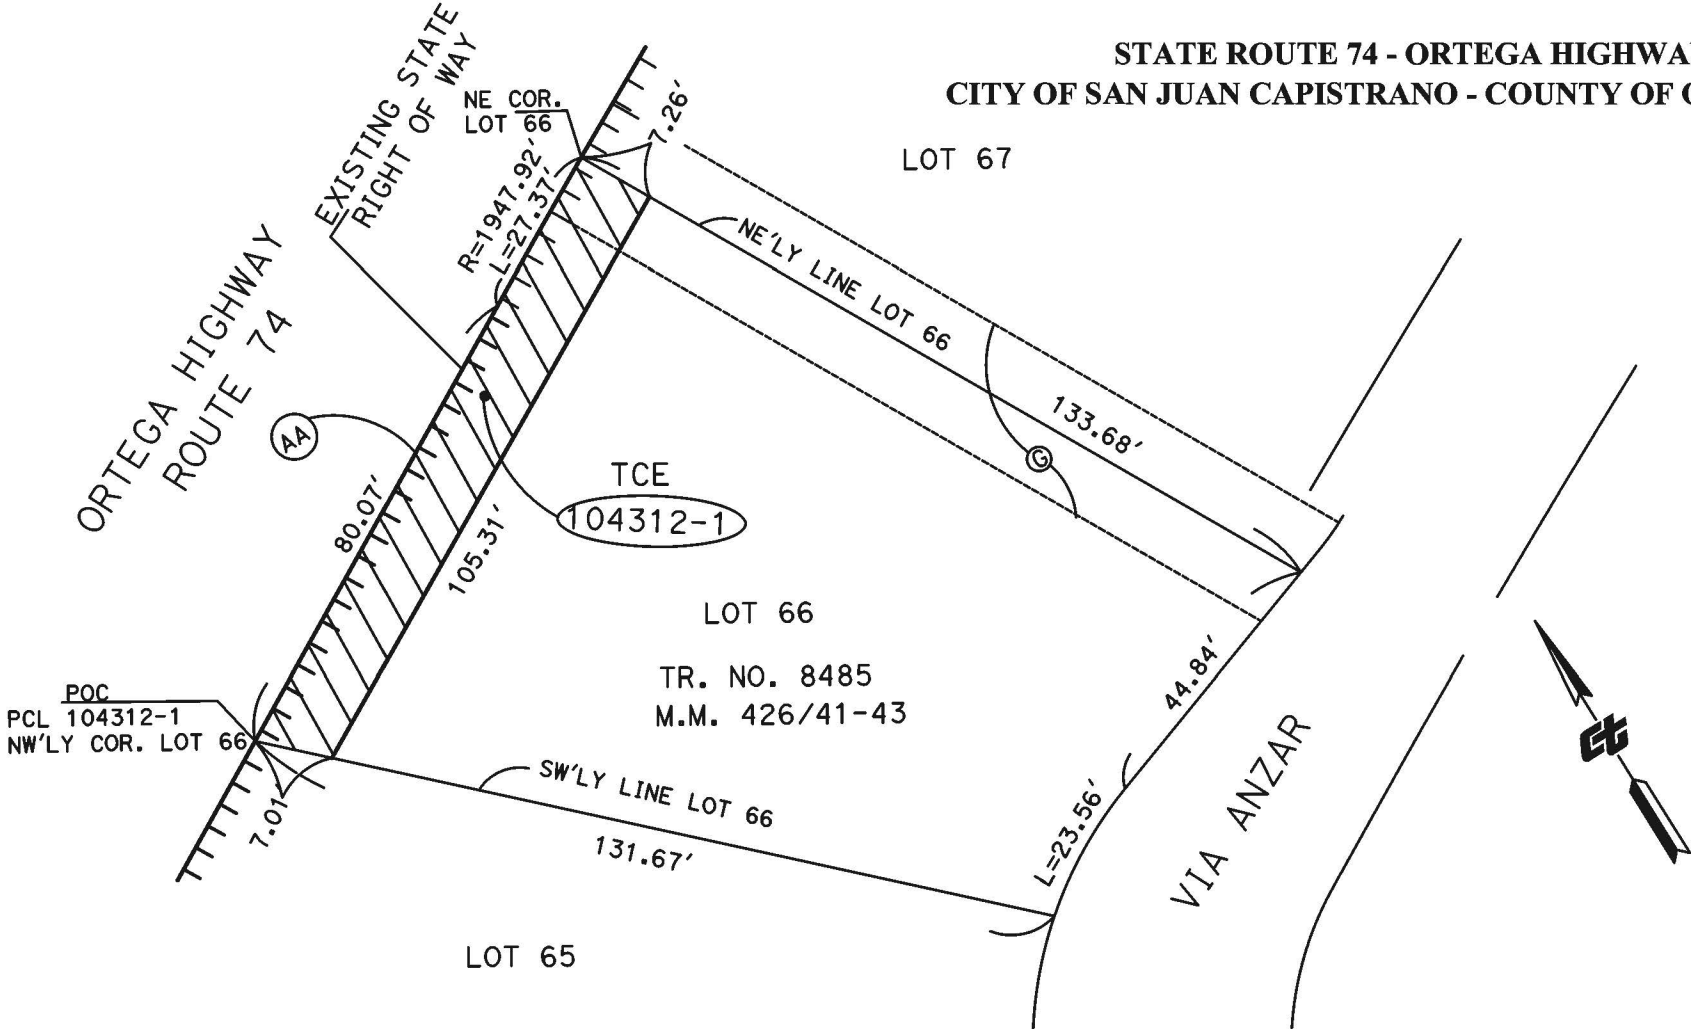 STATE ROUTE 74 - ORTEGA HIGHWA
CITY OF SAN JUAN CAPISTRANO - COUNTY OF
EXISTING STATE
RIGHT OF WAY
NE COR.
LOT 66
7.26'
LOT 67
R=1947.92'
L=27.37'
NE'LY LINE LOT 66
ORTEGA HIGHWAY
ROUTE 74
AA
133.68'
G
TCE
104312-1
80.07'
105.31'
LOT 66
TR. NO. 8485
M.M. 426/41-43
44.84'
POC
PCL 104312-1
NW'LY COR. LOT 66
ct
SW'LY LINE LOT 66
7.01'
131.67'
L=23.56'
VIA ANZAR
LOT 65